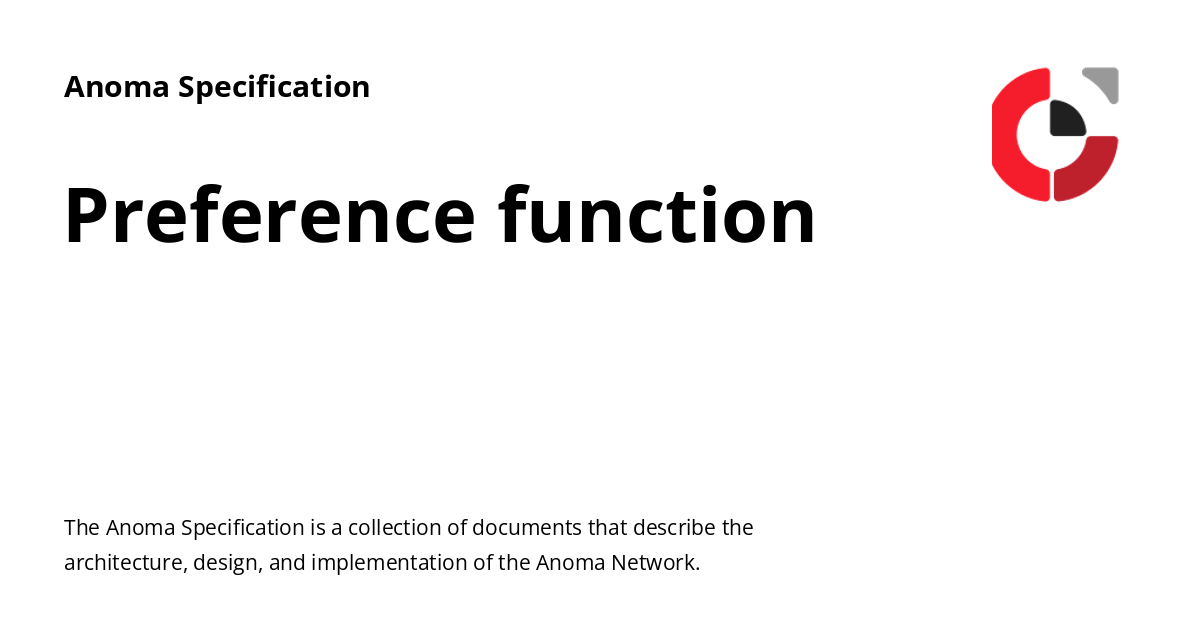 Anoma Specification
Preference function
The Anoma Specification is a collection of documents that describe the
architecture, design, and implementation of the Anoma Network.